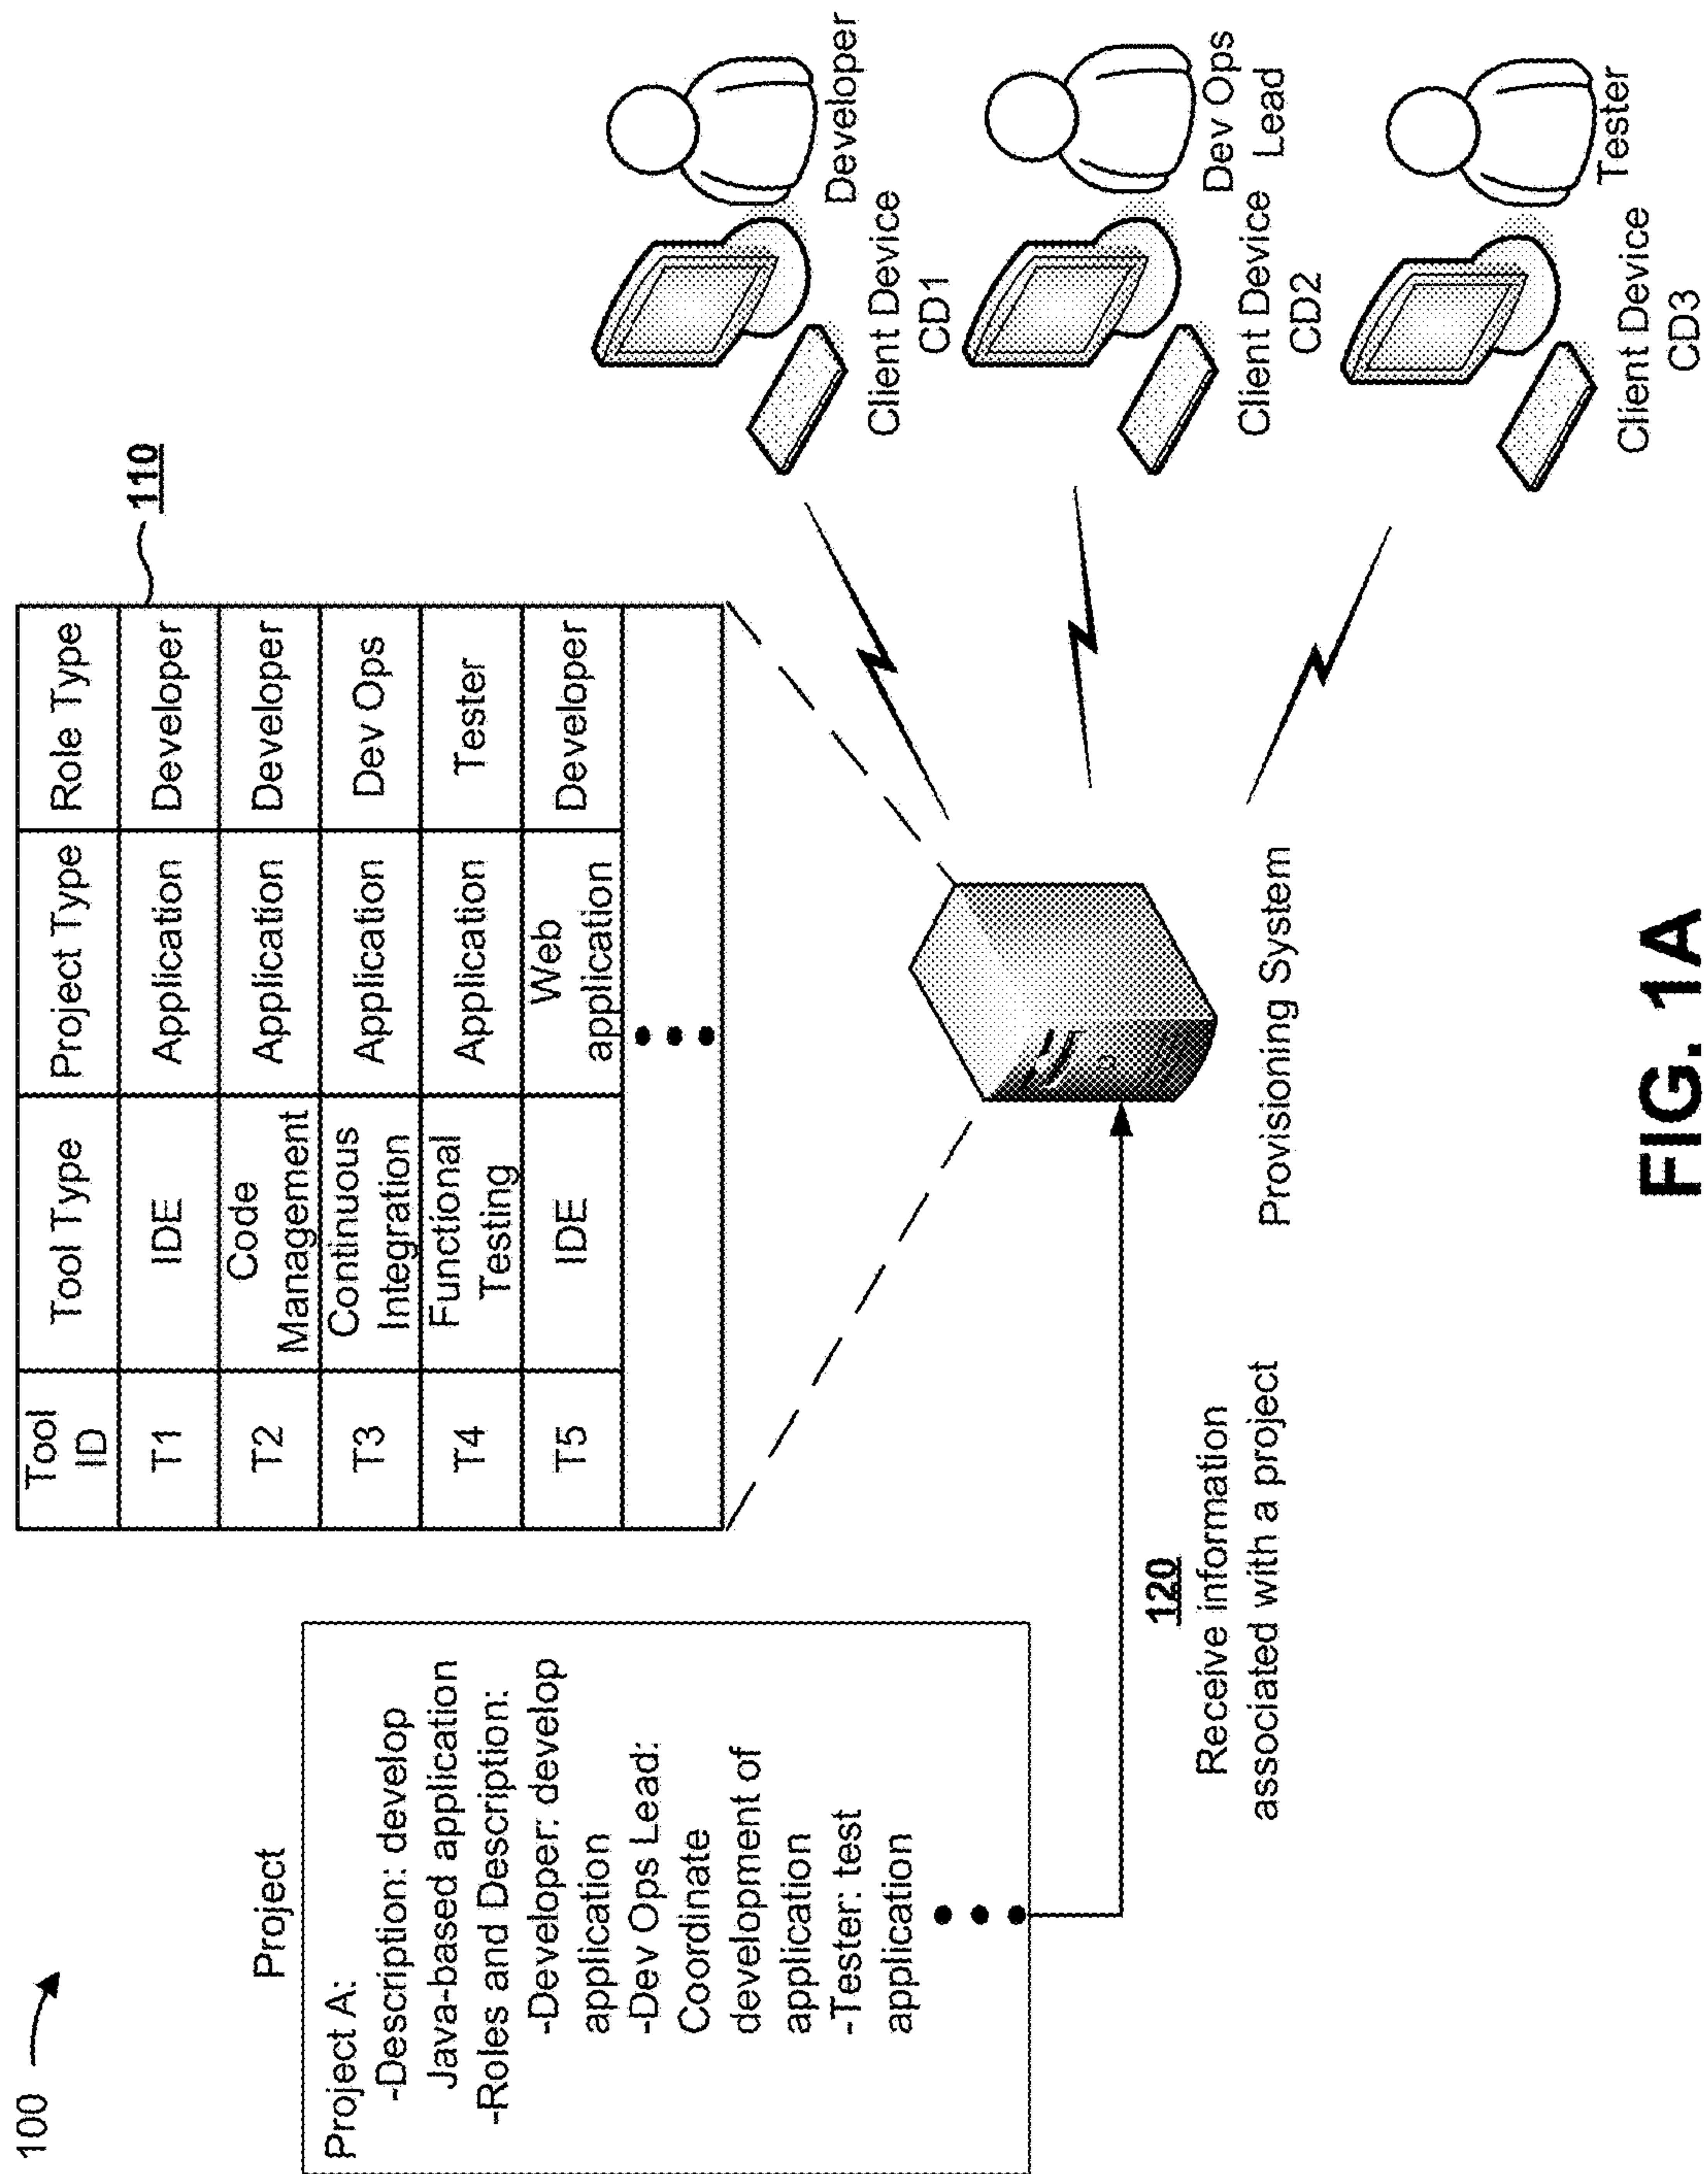 100
Project
Project A:
-Description: develop
Java-based application
-Roles and Description:
-Developer: develop
application
-Dev Ops Lead:
Coordinate
development of
application
-Tester: test
application
120
Receive information
associated with a project
110
Tool ID Tool Type Project Type Role Type
T1 IDE Application Developer
T2 Code Management Application Developer
T3 Continuous Integration Application Dev Ops
T4 Functional Testing Application Tester
T5 IDE Web application Developer
Provisioning System
Developer
Client Device
CD1
Dev Ops
Lead
Client Device
CD2
Tester
Client Device
CD3
FIG. 1A